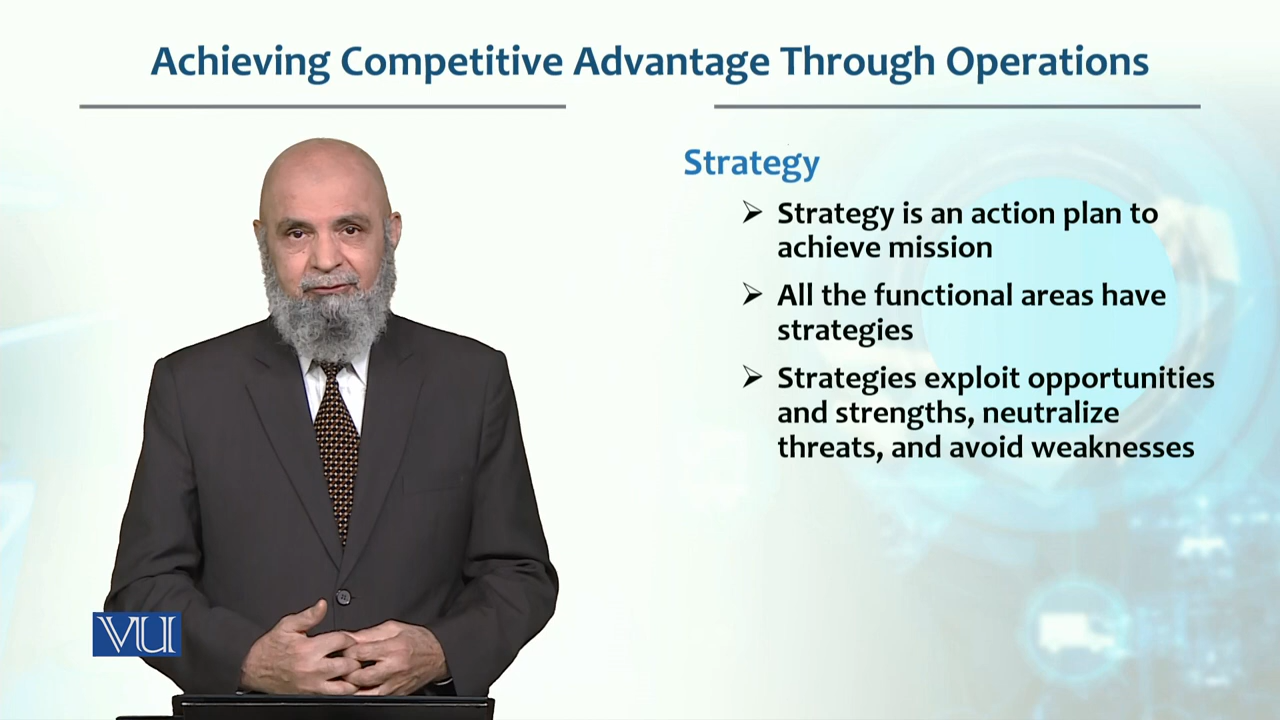 Achieving Competitive Advantage Through Operations
Strategy
Strategy is an action plan to
achieve mission
All the functional areas have
strategies
Strategies exploit opportunities
and strengths, neutralize
threats, and avoid weaknesses
VU